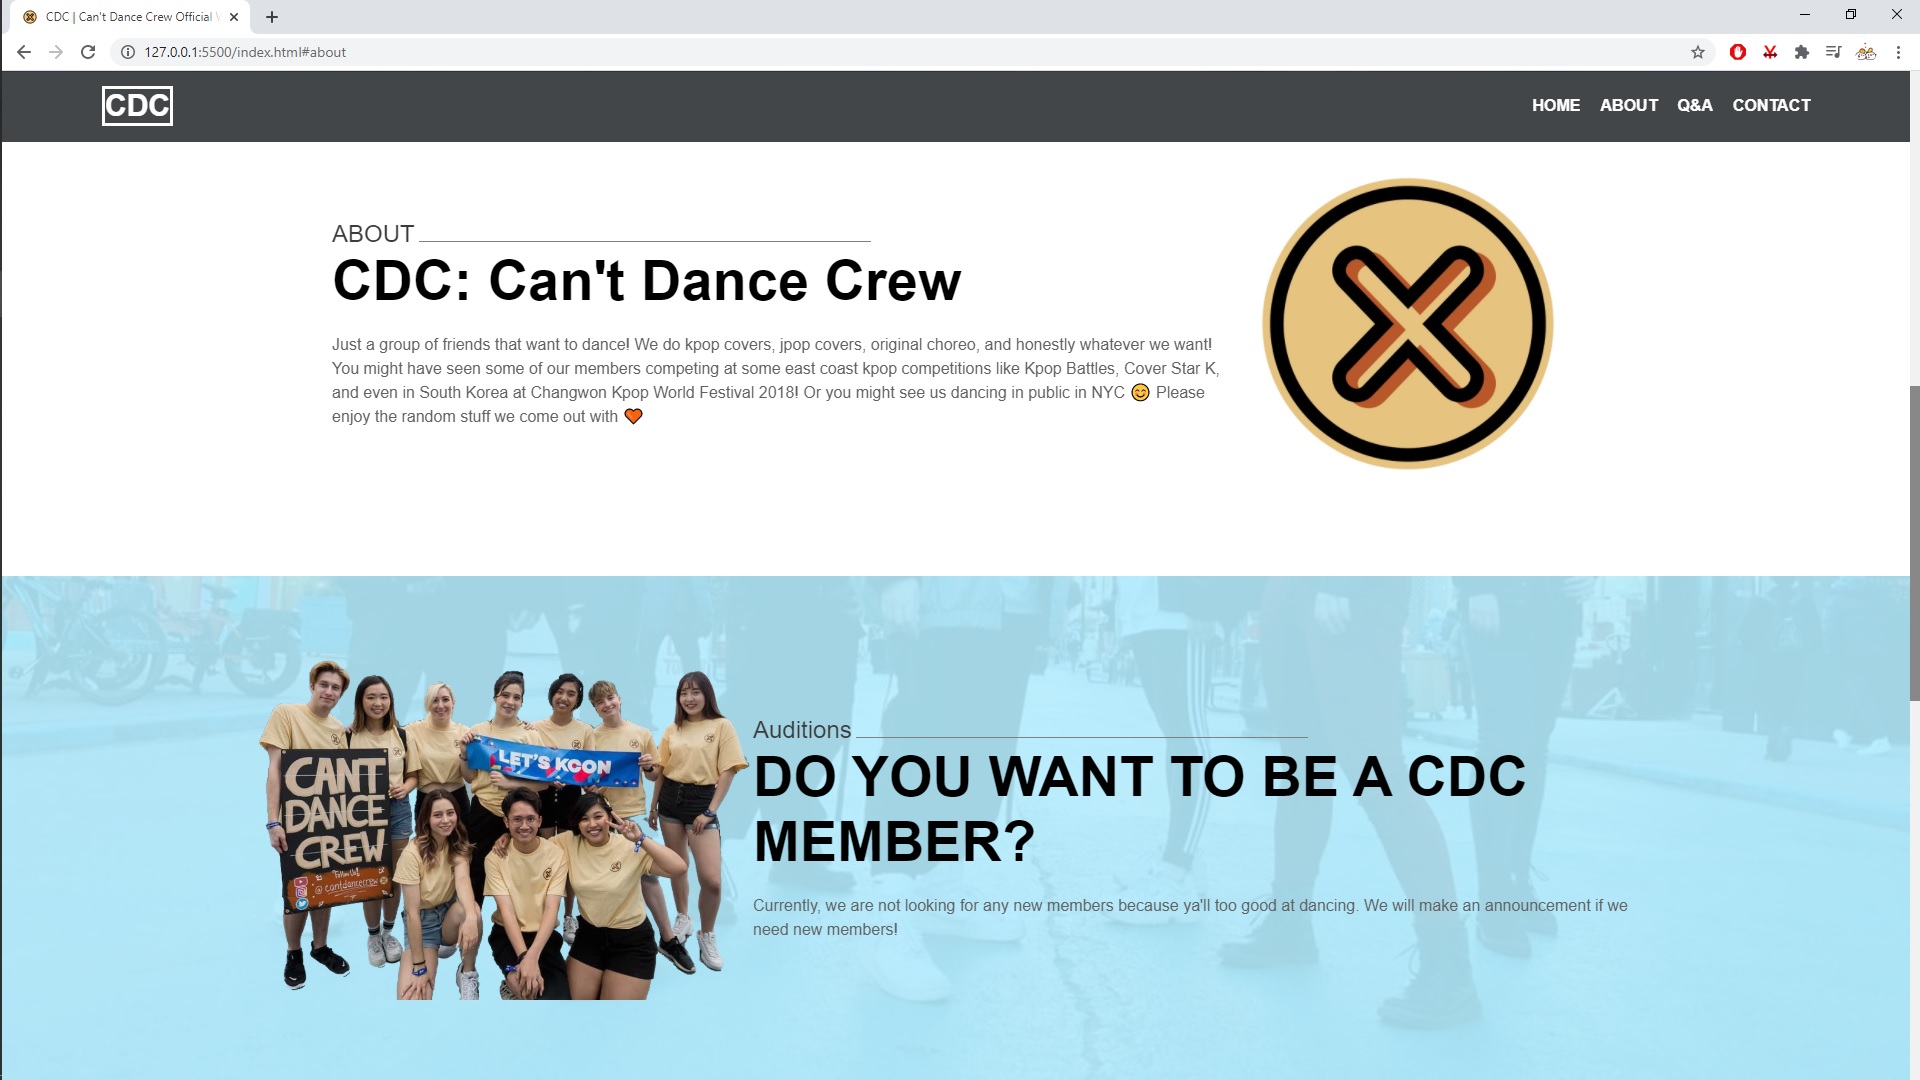 CDC | Can't Dance Crew Official
127.0.0.1:5500/index.html#about
CDC
HOME ABOUT Q&A CONTACT
ABOUT
CDC: Can't Dance Crew
Just a group of friends that want to dance! We do kpop covers, jpop covers, original choreo, and honestly whatever we want!
You might have seen some of our members competing at some east coast kpop competitions like Kpop Battles, Cover Star K,
and even in South Korea at Changwon Kpop World Festival 2018! Or you might see us dancing in public in NYC 😊 Please
enjoy the random stuff we come out with 🧡
LET'S KCON
CANT
DANCE
CREW
Follow Us!
@cantdancecrew
Auditions
DO YOU WANT TO BE A CDC
MEMBER?
Currently, we are not looking for any new members because ya'll too good at dancing. We will make an announcement if we
need new members!